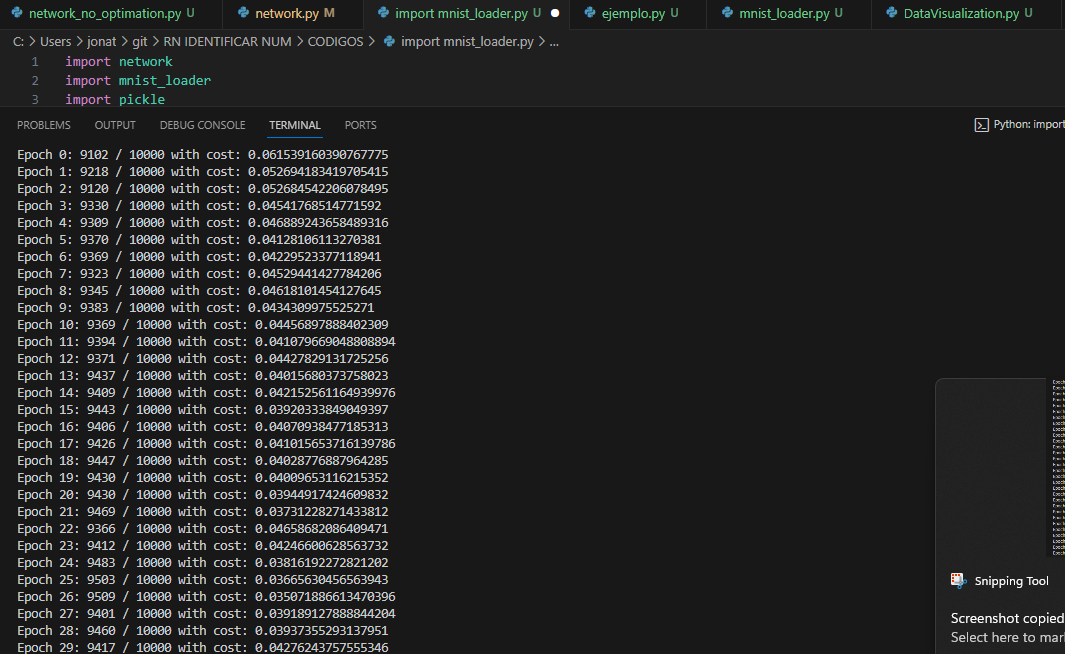 network_no_optimation.py U network.py M import mnist_loader.py U ejemplo.py U mnist_loader.py U DataVisualization.py U
C: > Users > jonat > git > RN IDENTIFICAR NUM > CODIGOS > import mnist_loader.py > ...
1 import network
2 import mnist_loader
3 import pickle
PROBLEMS OUTPUT DEBUG CONSOLE TERMINAL PORTS Python: import
Epoch 0: 9102 / 10000 with cost: 0.061539160390767775
Epoch 1: 9218 / 10000 with cost: 0.052694183419705415
Epoch 2: 9120 / 10000 with cost: 0.052684542206078495
Epoch 3: 9330 / 10000 with cost: 0.04541768514771592
Epoch 4: 9309 / 10000 with cost: 0.046889243658489316
Epoch 5: 9370 / 10000 with cost: 0.04128106113270381
Epoch 6: 9369 / 10000 with cost: 0.04229523377118941
Epoch 7: 9323 / 10000 with cost: 0.04529441427784206
Epoch 8: 9345 / 10000 with cost: 0.04618101454127645
Epoch 9: 9383 / 10000 with cost: 0.0434309975525271
Epoch 10: 9369 / 10000 with cost: 0.04456897888402309
Epoch 11: 9394 / 10000 with cost: 0.041079669048808894
Epoch 12: 9371 / 10000 with cost: 0.04427829131725256
Epoch 13: 9437 / 10000 with cost: 0.04015680373758023
Epoch 14: 9409 / 10000 with cost: 0.042152561164939976
Epoch 15: 9443 / 10000 with cost: 0.03920333849049397
Epoch 16: 9406 / 10000 with cost: 0.04070938477185313
Epoch 17: 9426 / 10000 with cost: 0.041015653716139786
Epoch 18: 9447 / 10000 with cost: 0.04028776887964285
Epoch 19: 9430 / 10000 with cost: 0.04009653116215352
Epoch 20: 9430 / 10000 with cost: 0.03944917424609832
Epoch 21: 9469 / 10000 with cost: 0.03731228271433812
Epoch 22: 9366 / 10000 with cost: 0.04658682086409471
Epoch 23: 9412 / 10000 with cost: 0.04246600628563732
Epoch 24: 9483 / 10000 with cost: 0.03816192272821202
Epoch 25: 9503 / 10000 with cost: 0.03665630456563943
Epoch 26: 9509 / 10000 with cost: 0.035071886613470396
Epoch 27: 9401 / 10000 with cost: 0.039189127888844204
Epoch 28: 9460 / 10000 with cost: 0.03937355293137951
Epoch 29: 9417 / 10000 with cost: 0.04276243757555346
Snipping Tool
Screenshot copied
Select here to mar